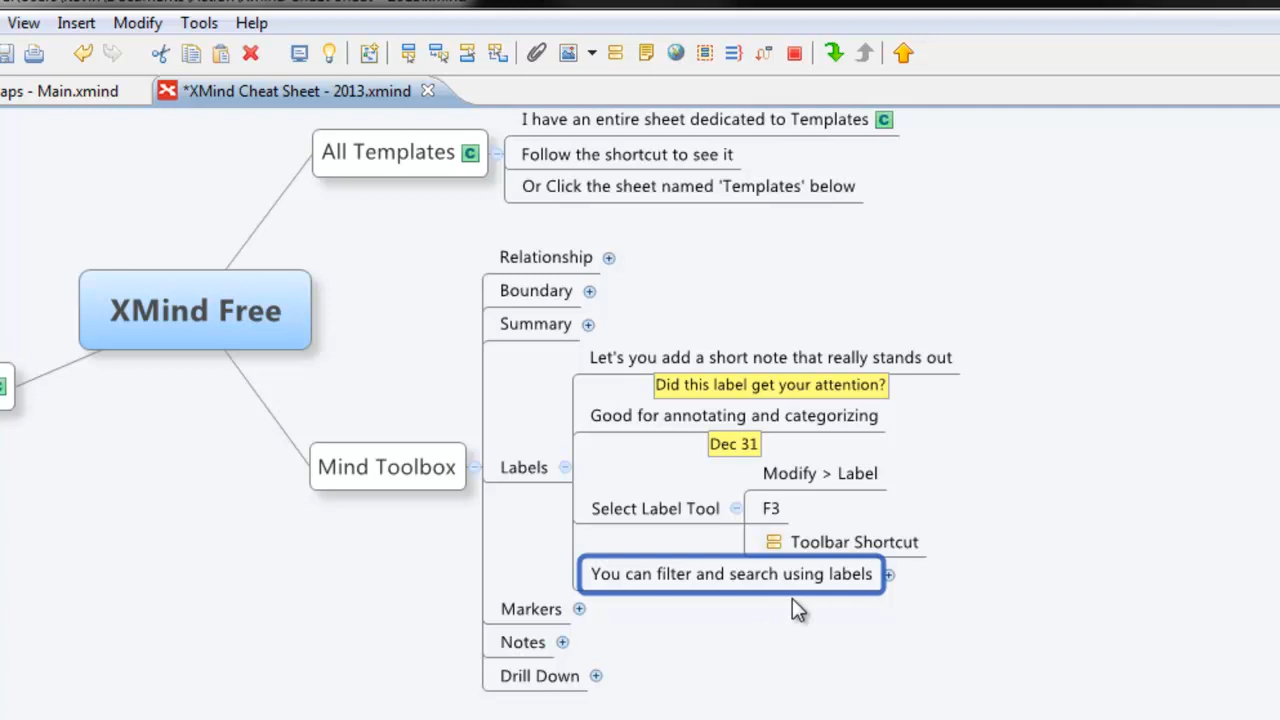 View Insert Modify Tools Help
aps - Main.xmind
*XMind Cheat Sheet - 2013.xmind
I have an entire sheet dedicated to Templates C
All Templates C
Follow the shortcut to see it
Or Click the sheet named 'Templates' below
Relationship
Boundary
XMind Free
Summary
Let's you add a short note that really stands out
Did this label get your attention?
Good for annotating and categorizing
Dec 31
Mind Toolbox
Labels
Modify > Label
Select Label Tool
F3
Toolbar Shortcut
You can filter and search using labels
Markers
Notes
Drill Down